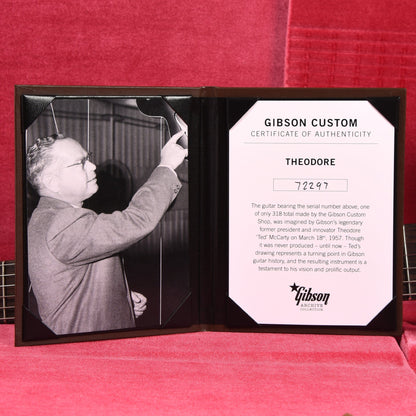 GIBSON CUSTOM
CERTIFICATE OF AUTHENTICITY
THEODORE
72297
The guitar bearing the serial number above, one
of only 318 total made by the Gibson Custom
Shop, was imagined by Gibson's legendary
former president and innovator Theodore
'Ted' McCarty on March 18th, 1957. Though
it was never produced – until now – Ted's
drawing represents a turning point in Gibson
guitar history, and the resulting instrument is a
testament to his vision and prolific output.
Gibson
ARCHIVE
COLLECTION